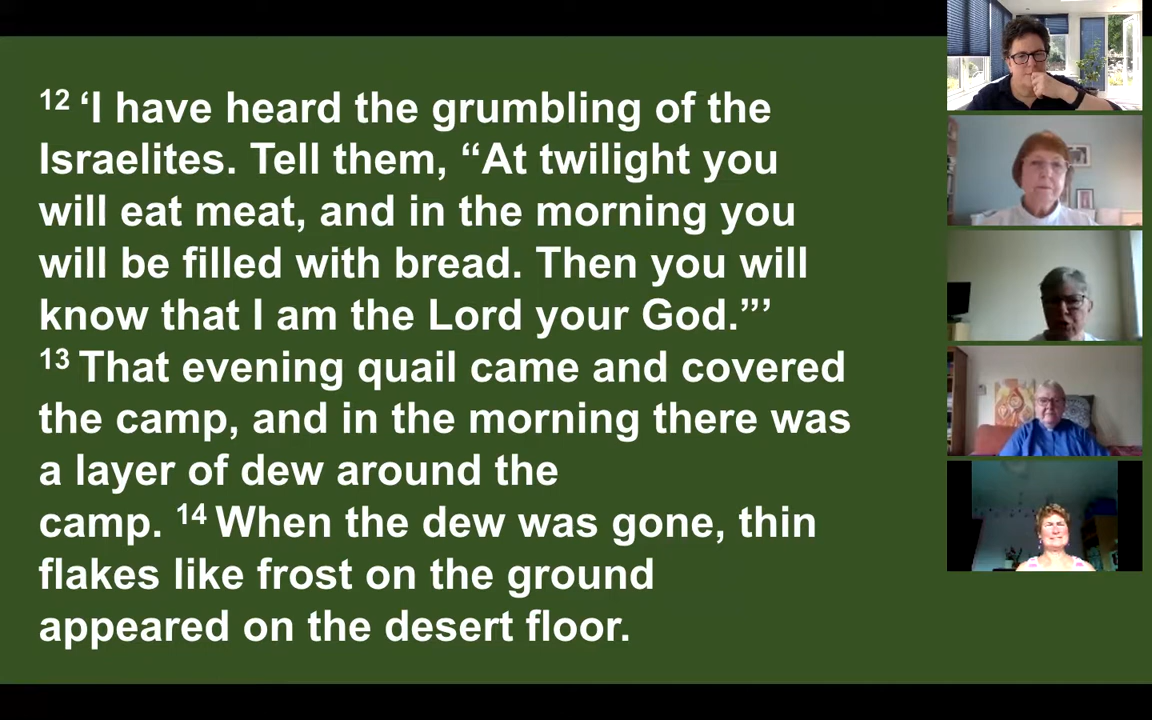 12 ‘I have heard the grumbling of the
Israelites. Tell them, “At twilight you
will eat meat, and in the morning you
will be filled with bread. Then you will
know that I am the Lord your God.”’
13 That evening quail came and covered
the camp, and in the morning there was
a layer of dew around the
camp. 14 When the dew was gone, thin
flakes like frost on the ground
appeared on the desert floor.